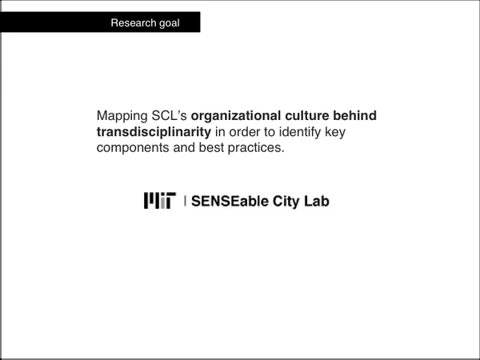 Research goal
Mapping SCL's organizational culture behind
transdisciplinarity in order to identify key
components and best practices.
MIT | SENSEable City Lab